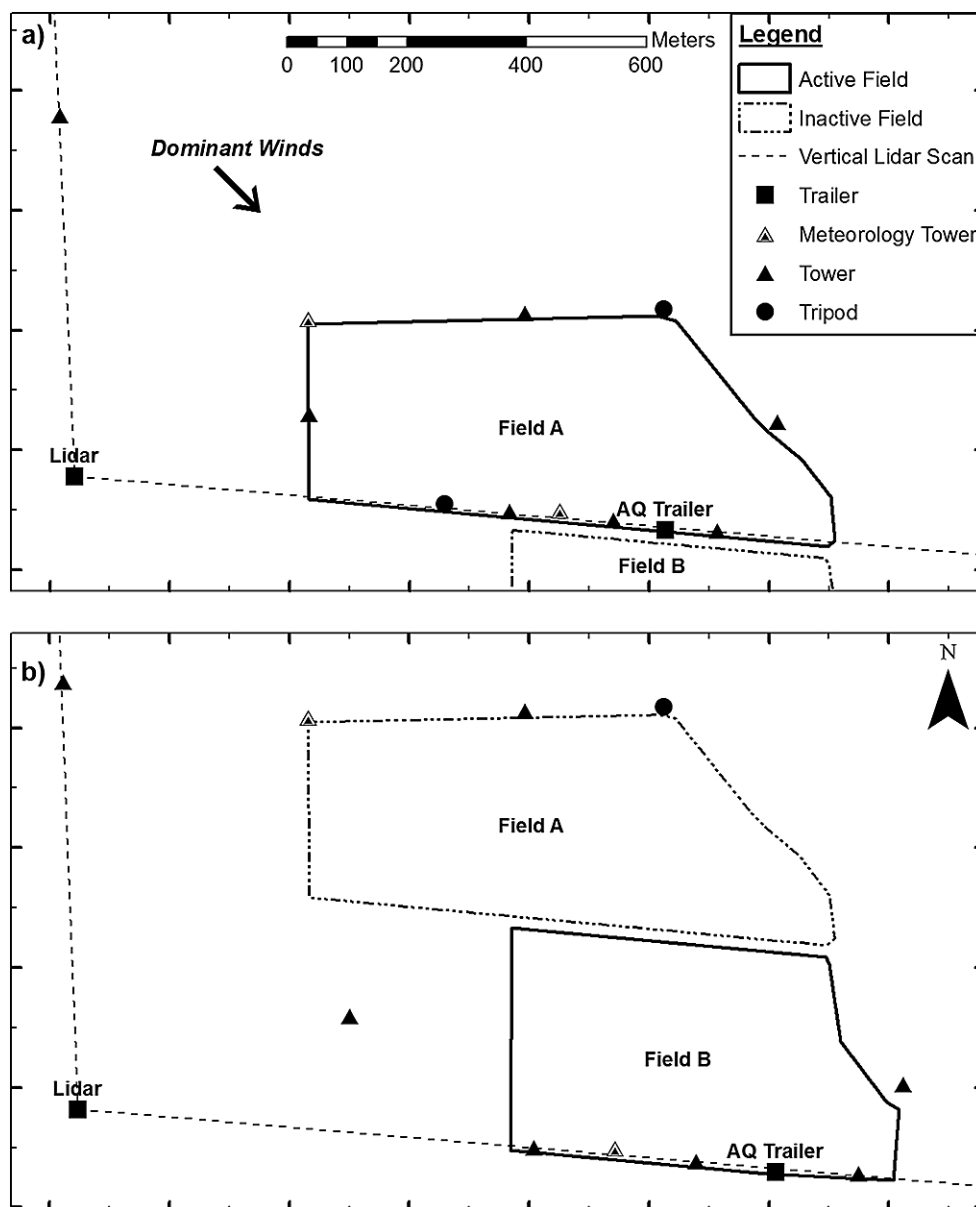 a)
Meters
0 100 200 400 600
Legend
Active Field
Inactive Field
Vertical Lidar Scan
Trailer
Meteorology Tower
Tower
Tripod
Dominant Winds
Field A
Lidar
AQ Trailer
Field B
b)
N
Field A
Field B
Lidar
AQ Trailer